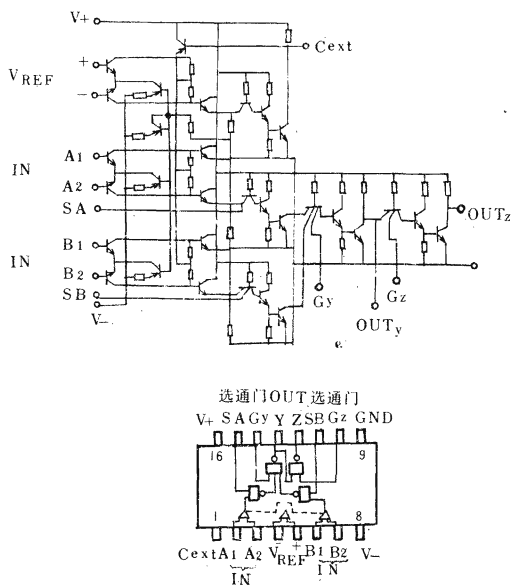 V+
Cext
+
VREF
−
A1
IN
A2
SA
OUTz
B1
IN
B2
Gy
Gz
SB
V−
OUTy
e
选通门OUT选通门
V+ SA Gy Y Z SB Gz GND
16 9
1 8
Cext A1 A2 V̄REF + B1 B2 V−
IN IN